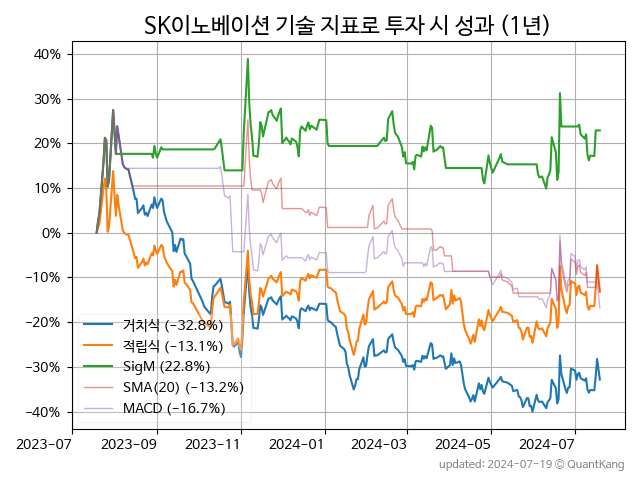 SK이노베이션 기술 지표로 투자 시 성과 (1년)
40%
30%
20%
10%
0%
−10%
−20%
−30%
−40%
거치식 (−32.8%)
적립식 (−13.1%)
SigM (22.8%)
SMA(20) (−13.2%)
MACD (−16.7%)
2023-07 2023-09 2023-11 2024-01 2024-03 2024-05 2024-07
updated: 2024-07-19 © QuantKang